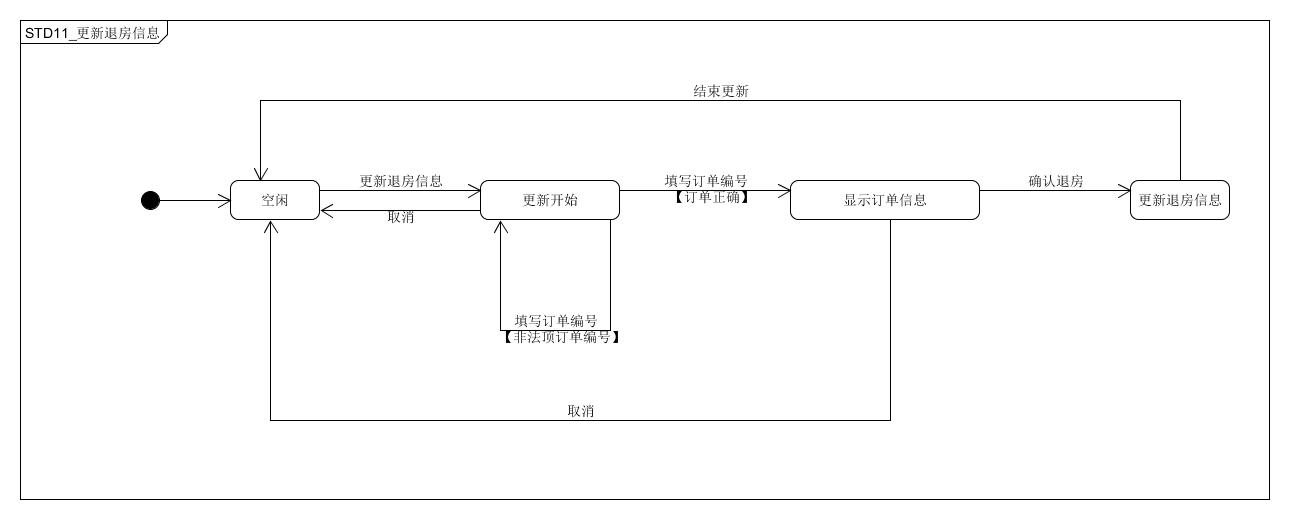 STD11_更新退房信息
结束更新
更新退房信息
填写订单编号
【订单正确】
确认退房
空闲
更新开始
显示订单信息
更新退房信息
取消
填写订单编号
【非法顶订单编号】
取消